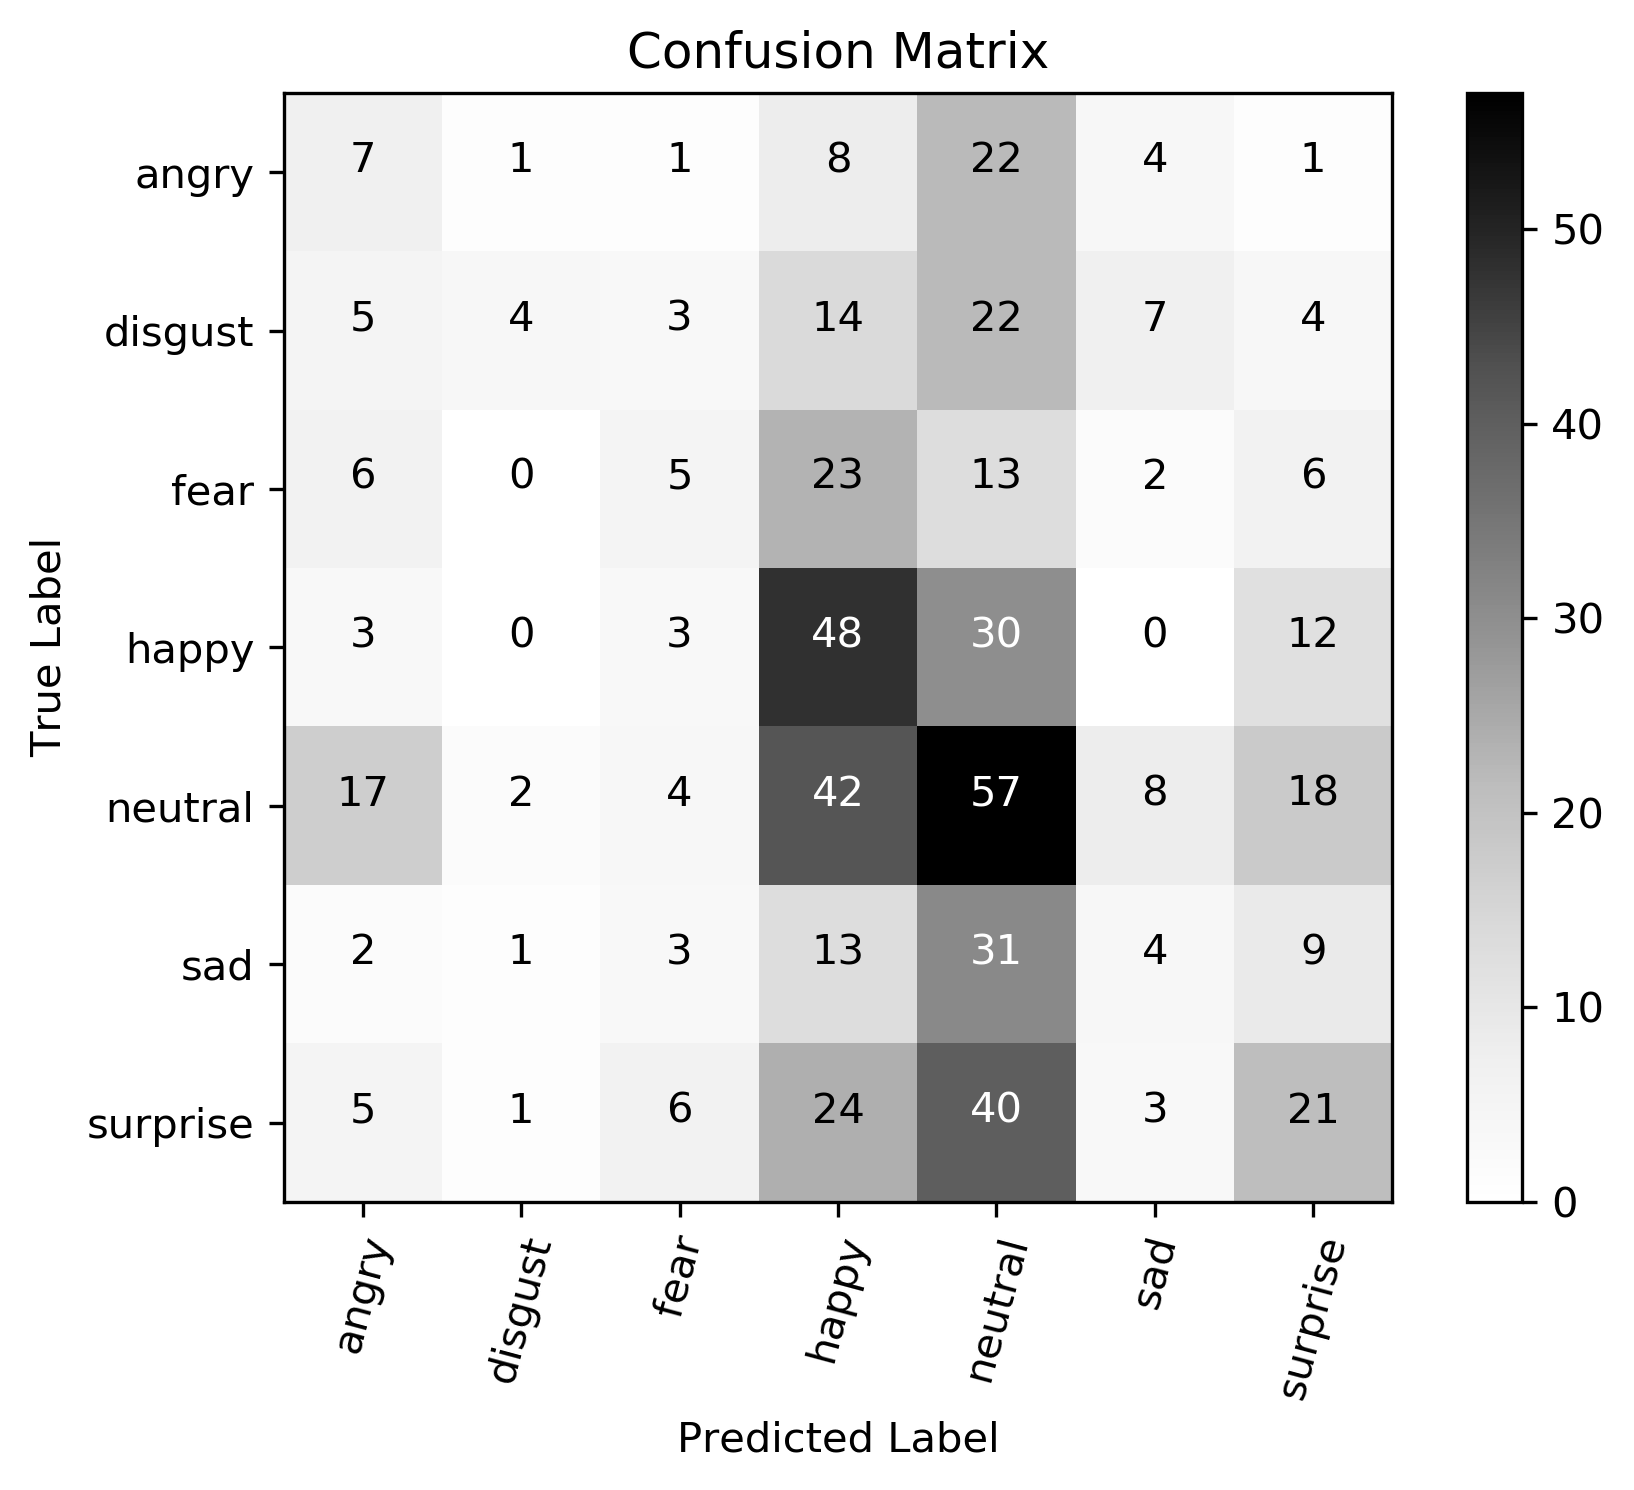 Confusion Matrix
angry 7 1 1 8 22 4 1
disgust 5 4 3 14 22 7 4
fear 6 0 5 23 13 2 6
happy 3 0 3 48 30 0 12
neutral 17 2 4 42 57 8 18
sad 2 1 3 13 31 4 9
surprise 5 1 6 24 40 3 21
True Label
angry disgust fear happy neutral sad surprise
Predicted Label
50
40
30
20
10
0